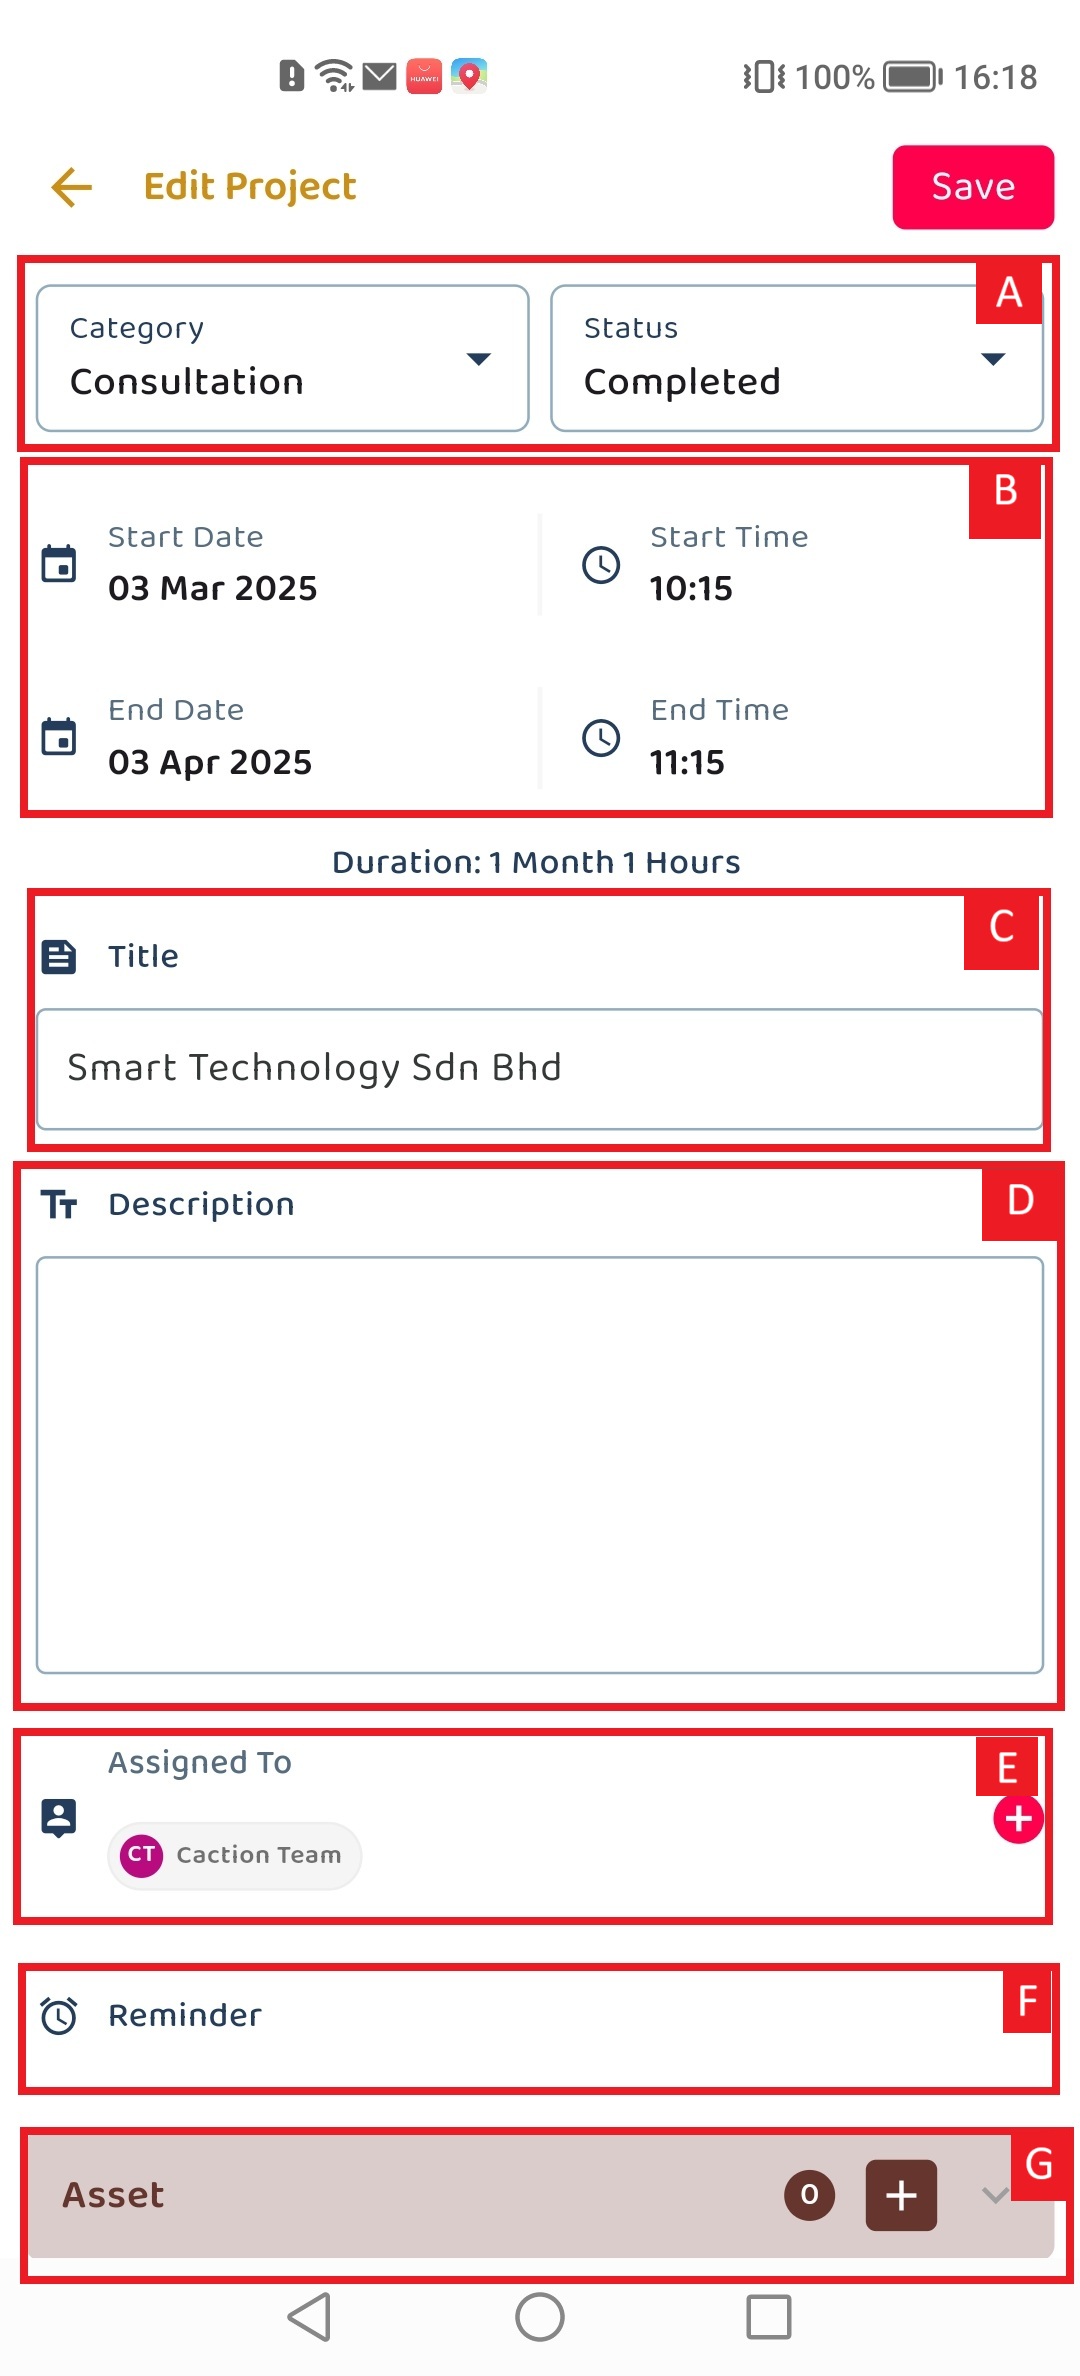 HUAWEI
100% 16:18
Edit Project Save
A
Category Status
Consultation Completed
B
Start Date Start Time
03 Mar 2025 10:15
End Date End Time
03 Apr 2025 11:15
Duration: 1 Month 1 Hours
C
Title
Smart Technology Sdn Bhd
D
Description
E
Assigned To
CT Caction Team
F
Reminder
G
Asset 0